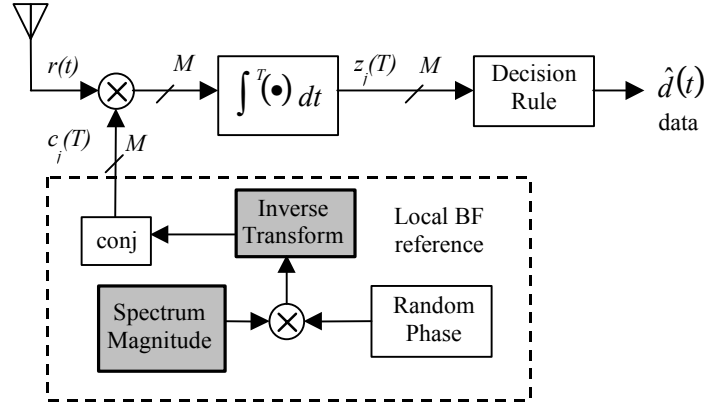 r(t)
M
∫ᵀ(•) dt
z_j(T)
M
Decision
Rule
d̂(t)
data
c_j(T)
M
conj
Inverse
Transform
Local BF
reference
Spectrum
Magnitude
Random
Phase